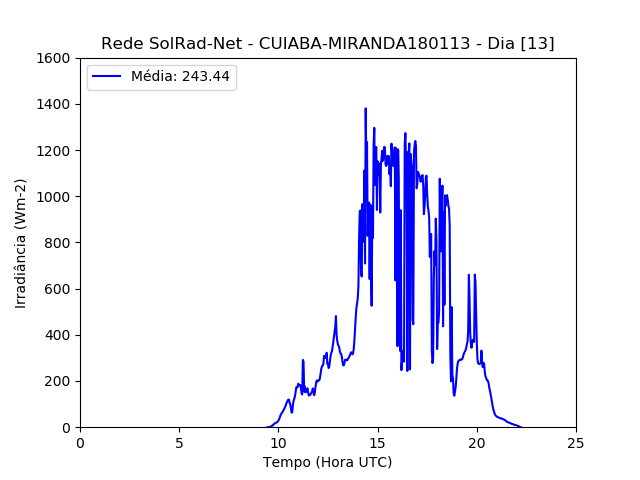 Rede SolRad-Net - CUIABA-MIRANDA180113 - Dia [13]
Média: 243.44
1600
1400
1200
1000
800
600
400
200
0
Irradiância (Wm-2)
0 5 10 15 20 25
Tempo (Hora UTC)